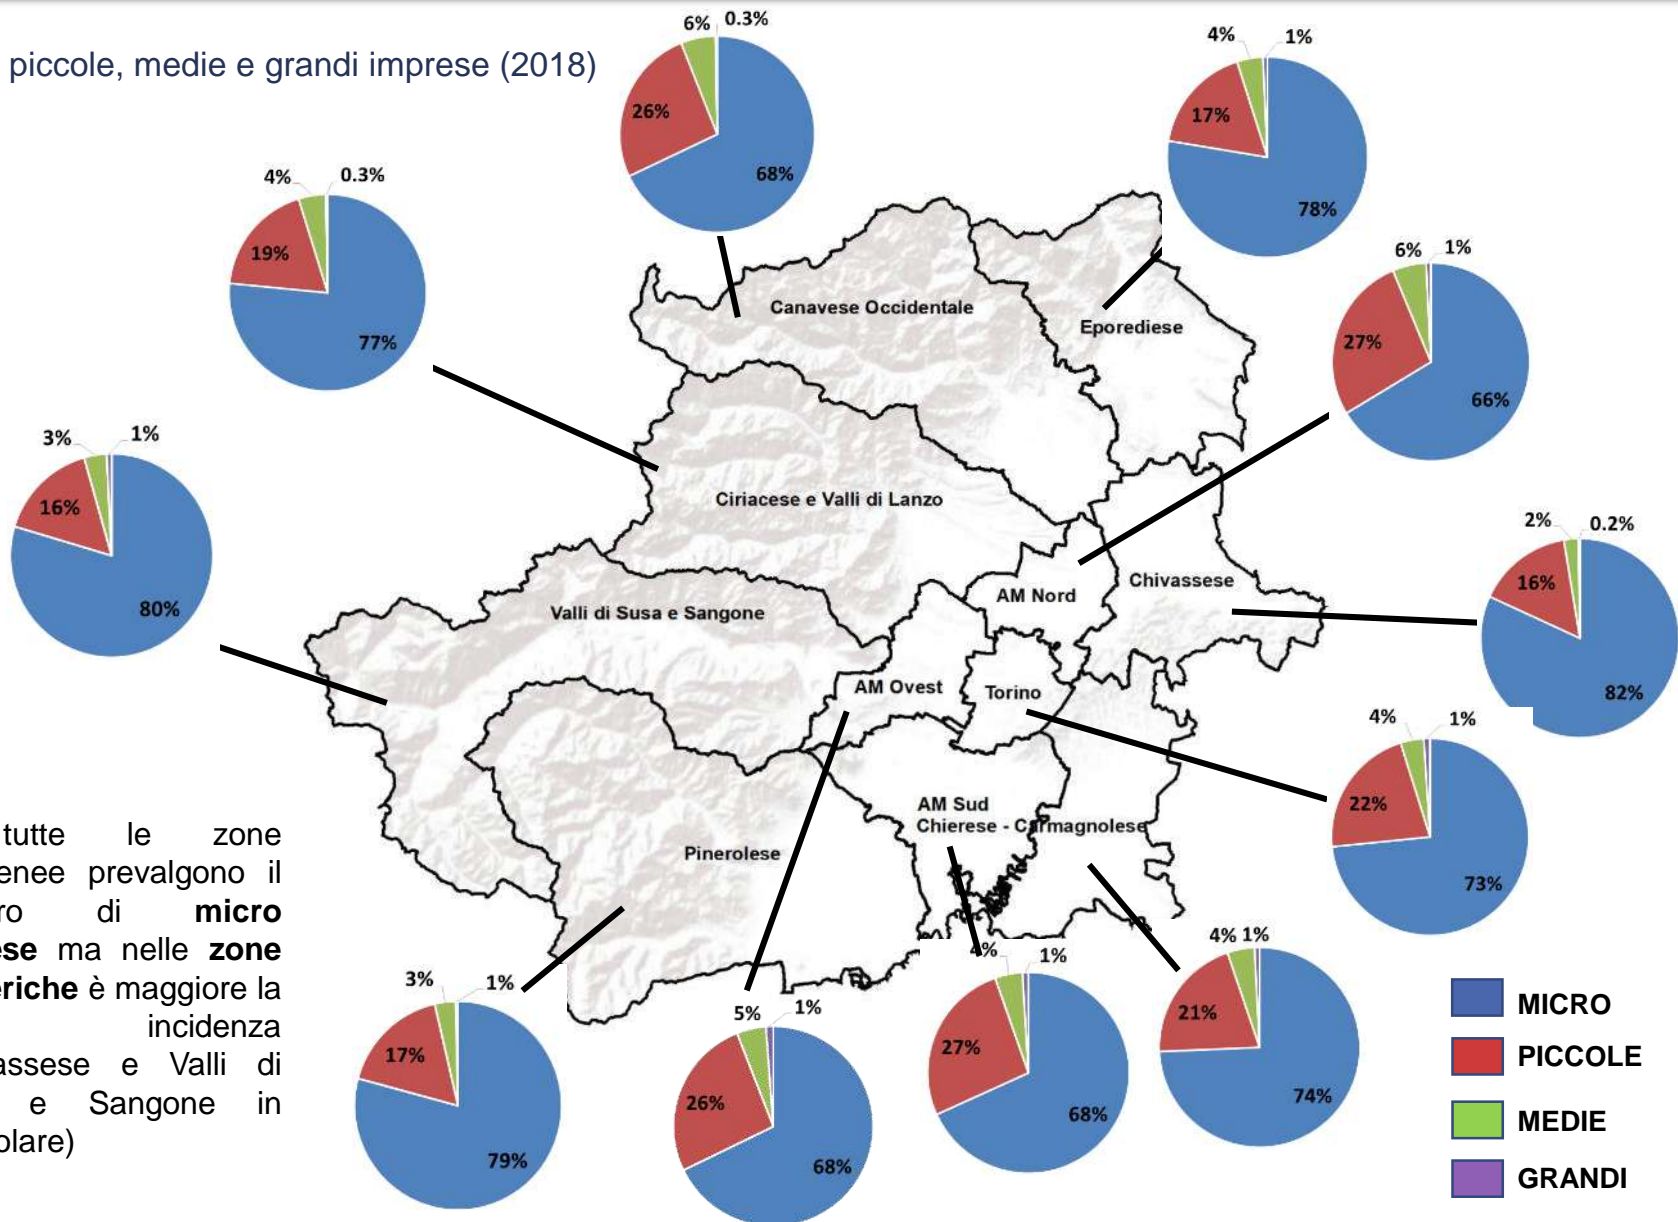 piccole, medie e grandi imprese (2018)
6% 0.3%
26%
68%
4% 1%
17%
78%
4% 0.3%
19%
77%
6% 1%
27%
66%
3% 1%
16%
80%
2% 0.2%
16%
82%
4% 1%
22%
73%
Canavese Occidentale
Eporediese
Ciriacese e Valli di Lanzo
AM Nord
Chivassese
Valli di Susa e Sangone
AM Ovest
Torino
AM Sud
Chierese - Carmagnolese
Pinerolese
tutte le zone
enee prevalgono il
ro di micro
ese ma nelle zone
eriche è maggiore la
incidenza
assese e Valli di
e Sangone in
olare)
3% 1%
17%
79%
5% 1%
26%
68%
4% 1%
27%
68%
4% 1%
21%
74%
MICRO
PICCOLE
MEDIE
GRANDI